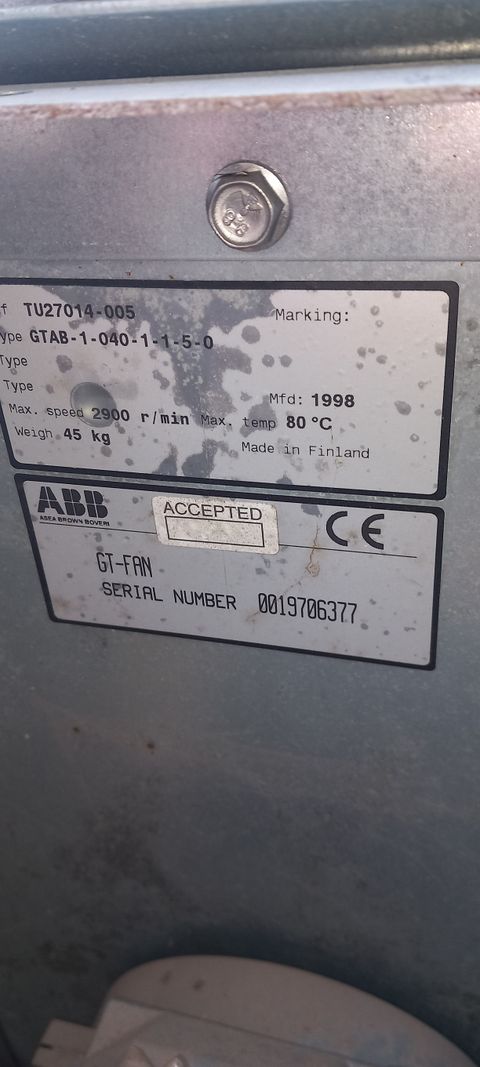 f TU27014-005
Marking:
ype GTAB-1-040-1-1-5-0
Type
Type
Mfd: 1998
Max. speed 2900 r/min Max. temp 80 °C
Weigh 45 kg
Made in Finland
ABB
ASEA BROWN BOVERI
ACCEPTED
CE
GT-FAN
SERIAL NUMBER 0019706377